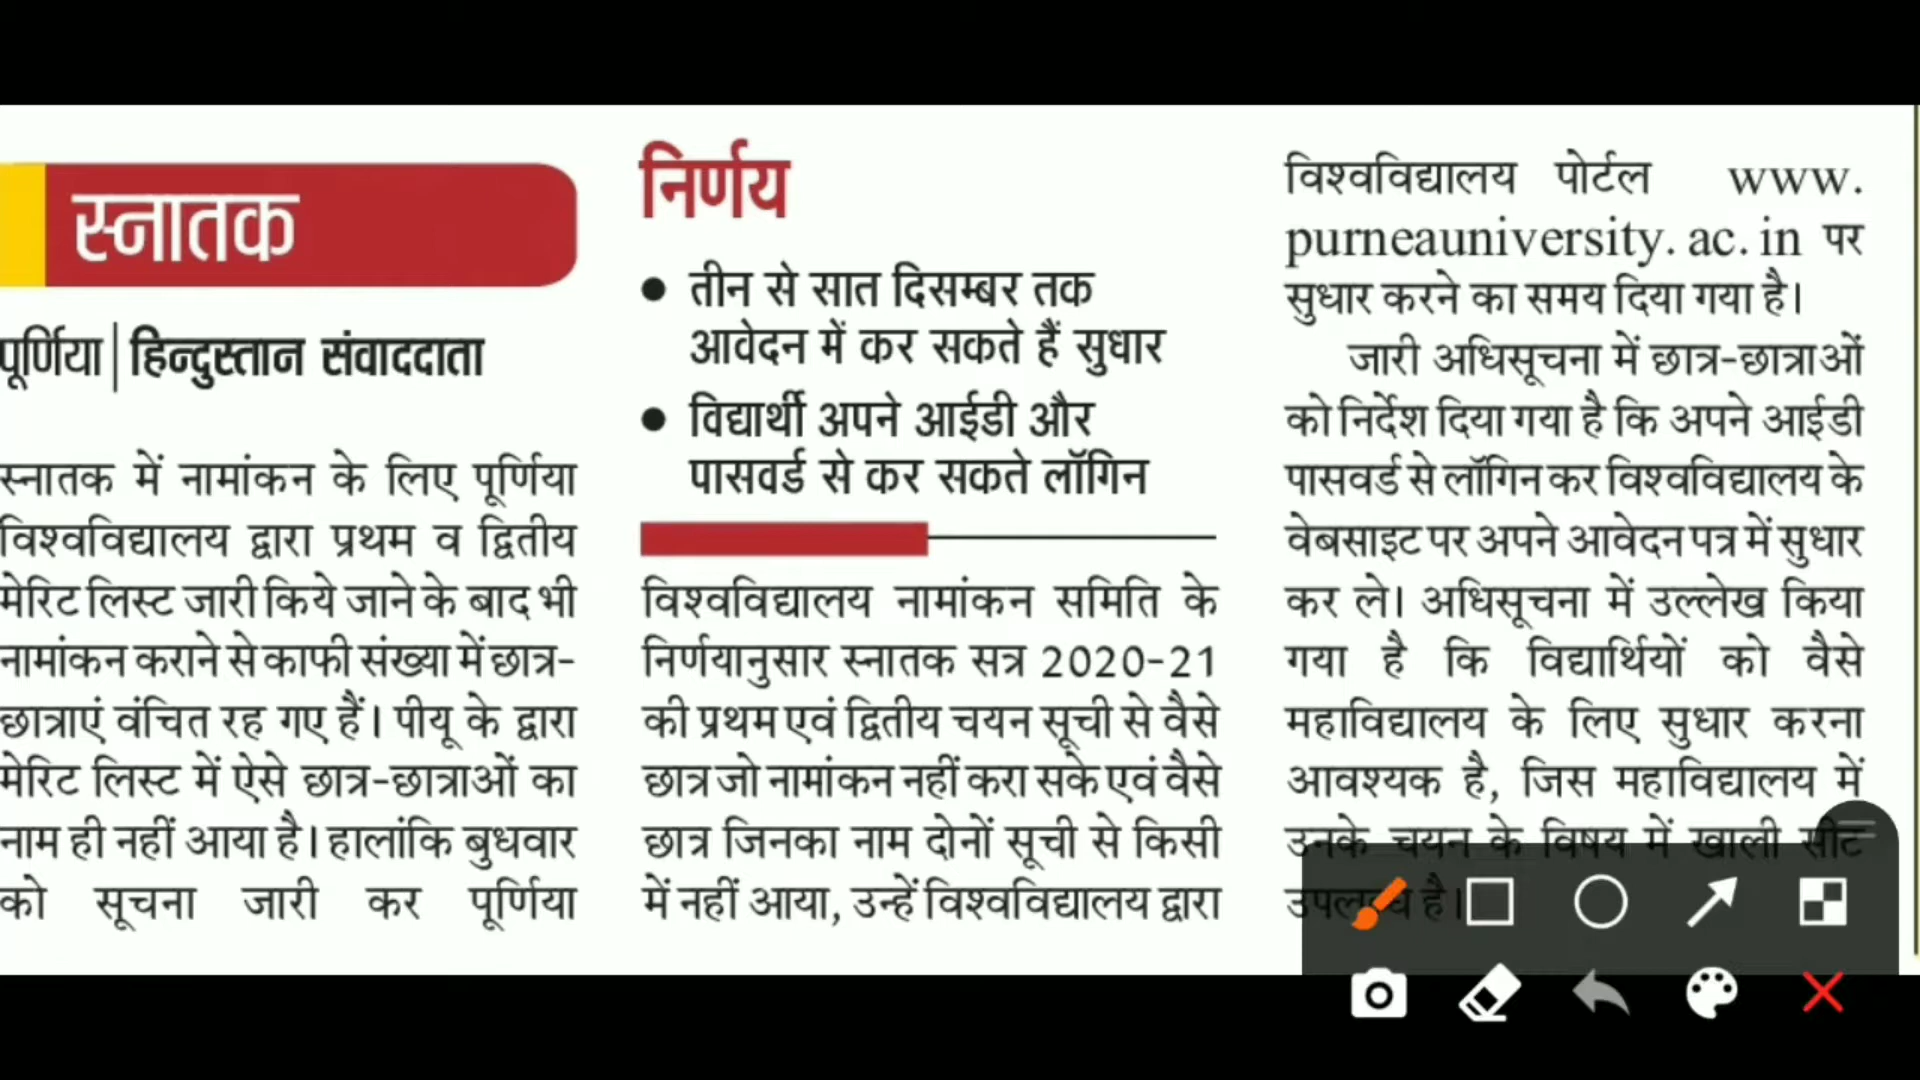 स्नातक
पूर्णिया | हिन्दुस्तान संवाददाता
स्नातक में नामांकन के लिए पूर्णिया
विश्वविद्यालय द्वारा प्रथम व द्वितीय
मेरिट लिस्ट जारी किये जाने के बाद भी
नामांकन कराने से काफी संख्या में छात्र-
छात्राएं वंचित रह गए हैं। पीयू के द्वारा
मेरिट लिस्ट में ऐसे छात्र-छात्राओं का
नाम ही नहीं आया है। हालांकि बुधवार
को सूचना जारी कर पूर्णिया
निर्णय
● तीन से सात दिसम्बर तक
आवेदन में कर सकते हैं सुधार
● विद्यार्थी अपने आईडी और
पासवर्ड से कर सकते लॉगिन
विश्वविद्यालय नामांकन समिति के
निर्णयानुसार स्नातक सत्र 2020-21
की प्रथम एवं द्वितीय चयन सूची से वैसे
छात्र जो नामांकन नहीं करा सके एवं वैसे
छात्र जिनका नाम दोनों सूची से किसी
में नहीं आया, उन्हें विश्वविद्यालय द्वारा
विश्वविद्यालय पोर्टल www.
purneauniversity. ac. in पर
सुधार करने का समय दिया गया है।
जारी अधिसूचना में छात्र-छात्राओं
को निर्देश दिया गया है कि अपने आईडी
पासवर्ड से लॉगिन कर विश्वविद्यालय के
वेबसाइट पर अपने आवेदन पत्र में सुधार
कर ले। अधिसूचना में उल्लेख किया
गया है कि विद्यार्थियों को वैसे
महाविद्यालय के लिए सुधार करना
आवश्यक है, जिस महाविद्यालय में
उनके चयन के विषय में खाली सीट
उपलब्ध है।